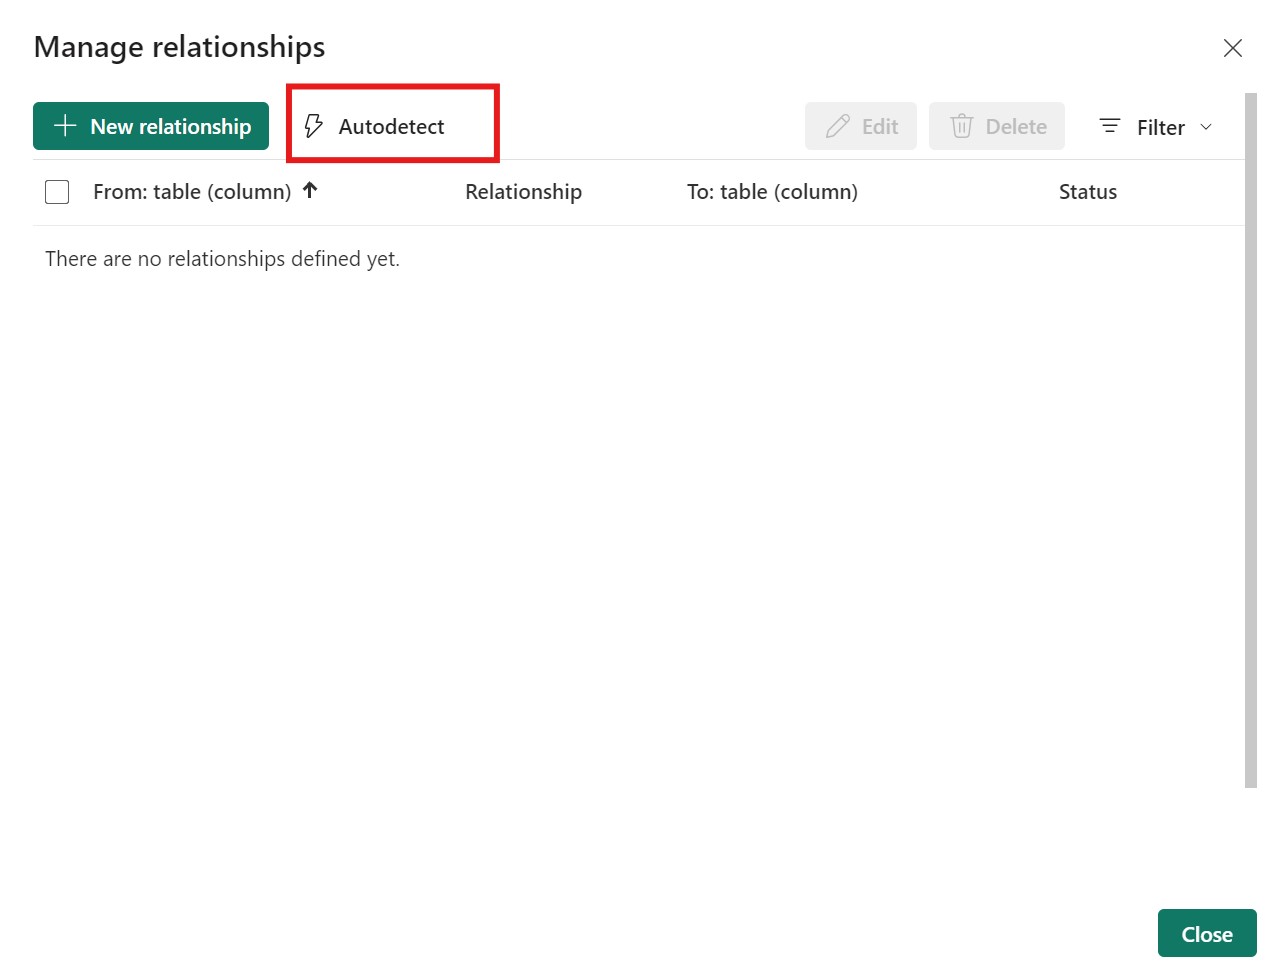 Manage relationships
New relationship Autodetect Edit Delete Filter
From: table (column) Relationship To: table (column) Status
There are no relationships defined yet.
Close